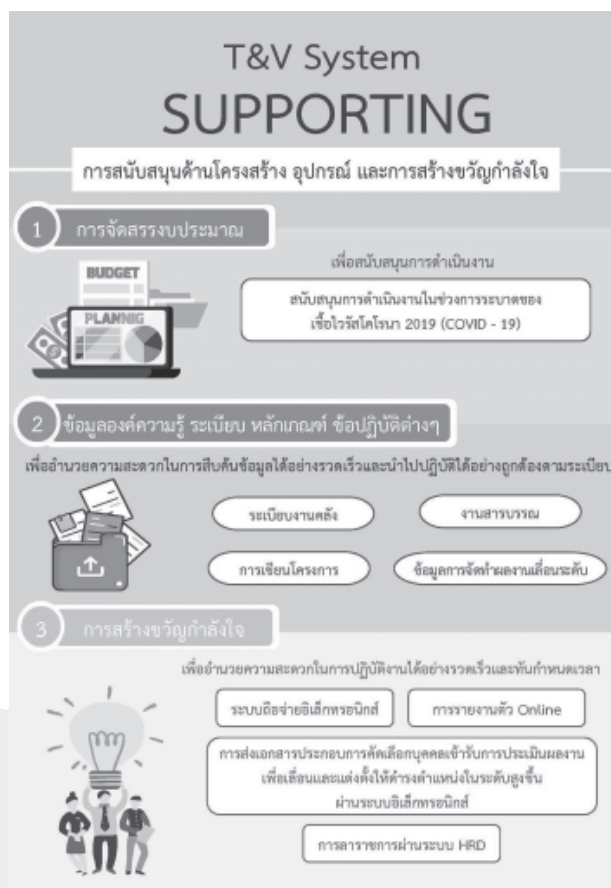 T&V System
SUPPORTING
การสนับสนุนด้านโครงสร้าง อุปกรณ์ และการสร้างขวัญกำลังใจ
1 การจัดสรรงบประมาณ
BUDGET
PLANNIG
เพื่อสนับสนุนการดำเนินงาน
สนับสนุนการดำเนินงานในช่วงการระบาดของ
เชื้อไวรัสโคโรนา 2019 (COVID - 19)
2 ข้อมูลองค์ความรู้ ระเบียบ หลักเกณฑ์ ข้อปฏิบัติต่างๆ
เพื่ออำนวยความสะดวกในการสืบค้นข้อมูลได้อย่างรวดเร็วและนำไปปฏิบัติได้อย่างถูกต้องตามระเบียบ
ระเบียบงานคลัง
งานสารบรรณ
การเขียนโครงการ
ข้อมูลการจัดทำผลงานเลื่อนระดับ
3 การสร้างขวัญกำลังใจ
เพื่ออำนวยความสะดวกในการปฏิบัติงานได้อย่างรวดเร็วและทันกำหนดเวลา
ระบบถือจ่ายอิเล็กทรอนิกส์
การรายงานตัว Online
การส่งเอกสารประกอบการคัดเลือกบุคคลเข้ารับการประเมินผลงาน
เพื่อเลื่อนและแต่งตั้งให้ดำรงตำแหน่งในระดับสูงขึ้น
ผ่านระบบอิเล็กทรอนิกส์
การลาราชการผ่านระบบ HRD